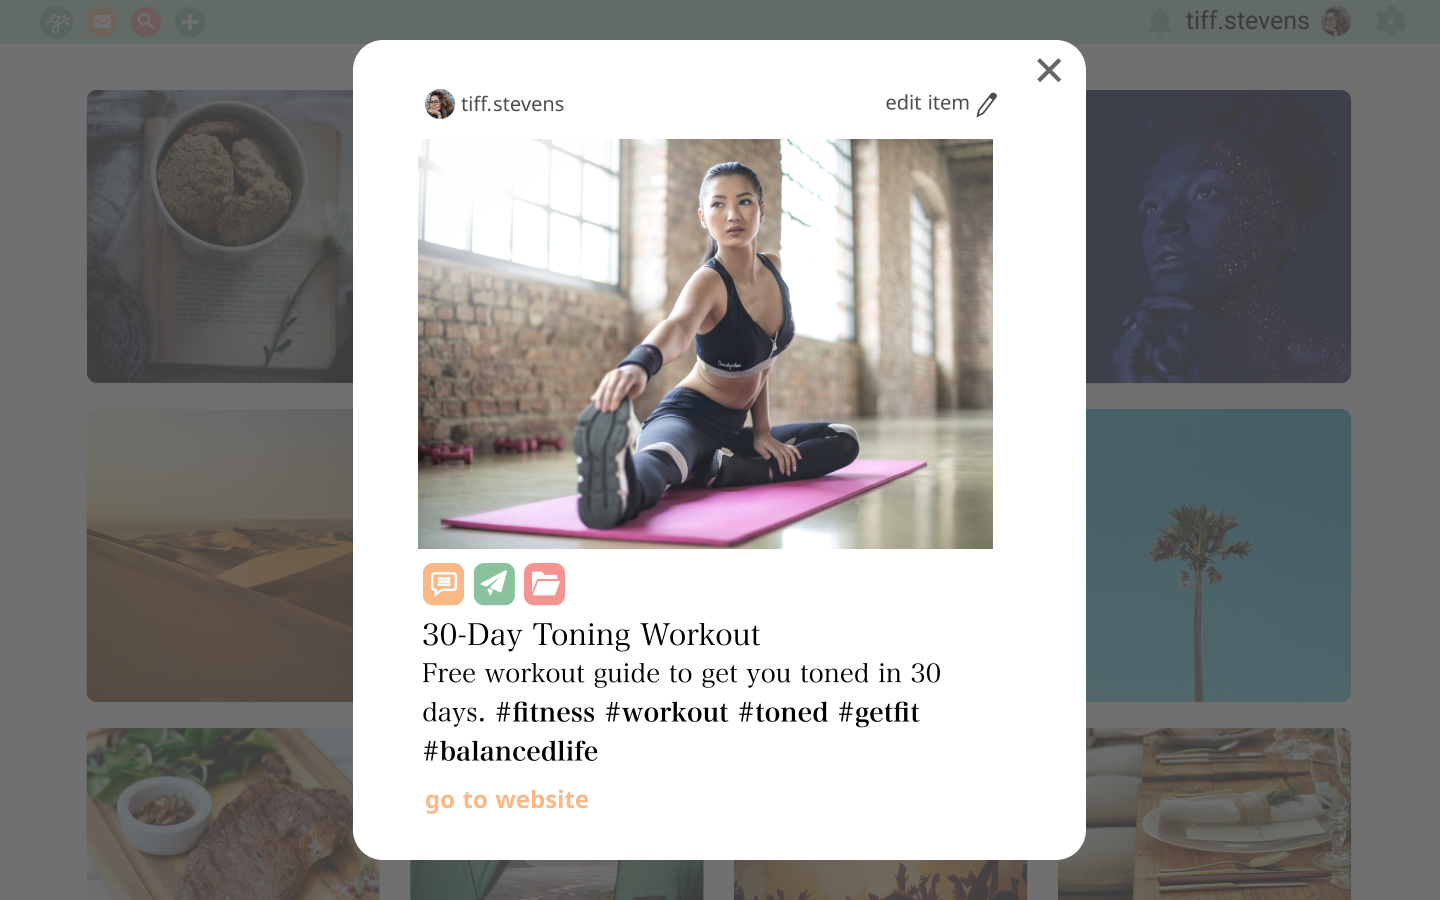 tiff.stevens
tiff.stevens
edit item
30-Day Toning Workout
Free workout guide to get you toned in 30
days. #fitness #workout #toned #getfit
#balancedlife
go to website